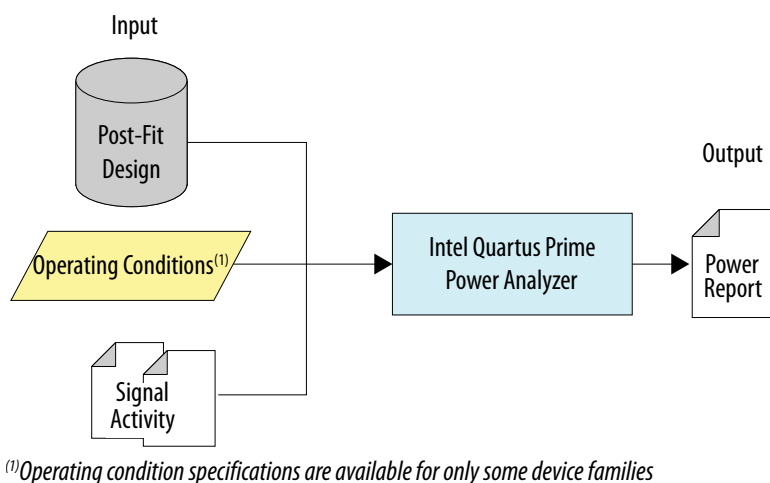 Input
Post-Fit
Design
Output
Operating Conditions(1)
Intel Quartus Prime
Power Analyzer
Power
Report
Signal
Activity
(1)Operating condition specifications are available for only some device families